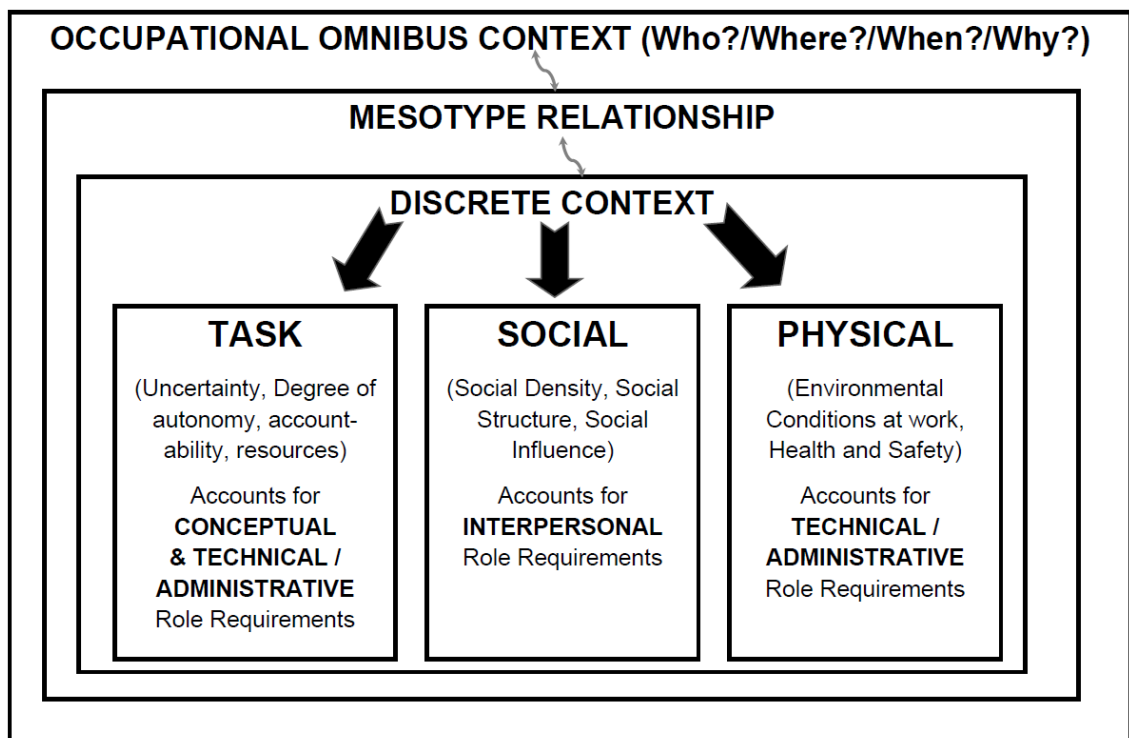 OCCUPATIONAL OMNIBUS CONTEXT (Who?/Where?/When?/Why?)
MESOTYPE RELATIONSHIP
DISCRETE CONTEXT
TASK
(Uncertainty, Degree of
autonomy, account-
ability, resources)
Accounts for
CONCEPTUAL
& TECHNICAL /
ADMINISTRATIVE
Role Requirements
SOCIAL
(Social Density, Social
Structure, Social
Influence)
Accounts for
INTERPERSONAL
Role Requirements
PHYSICAL
(Environmental
Conditions at work,
Health and Safety)
Accounts for
TECHNICAL /
ADMINISTRATIVE
Role Requirements